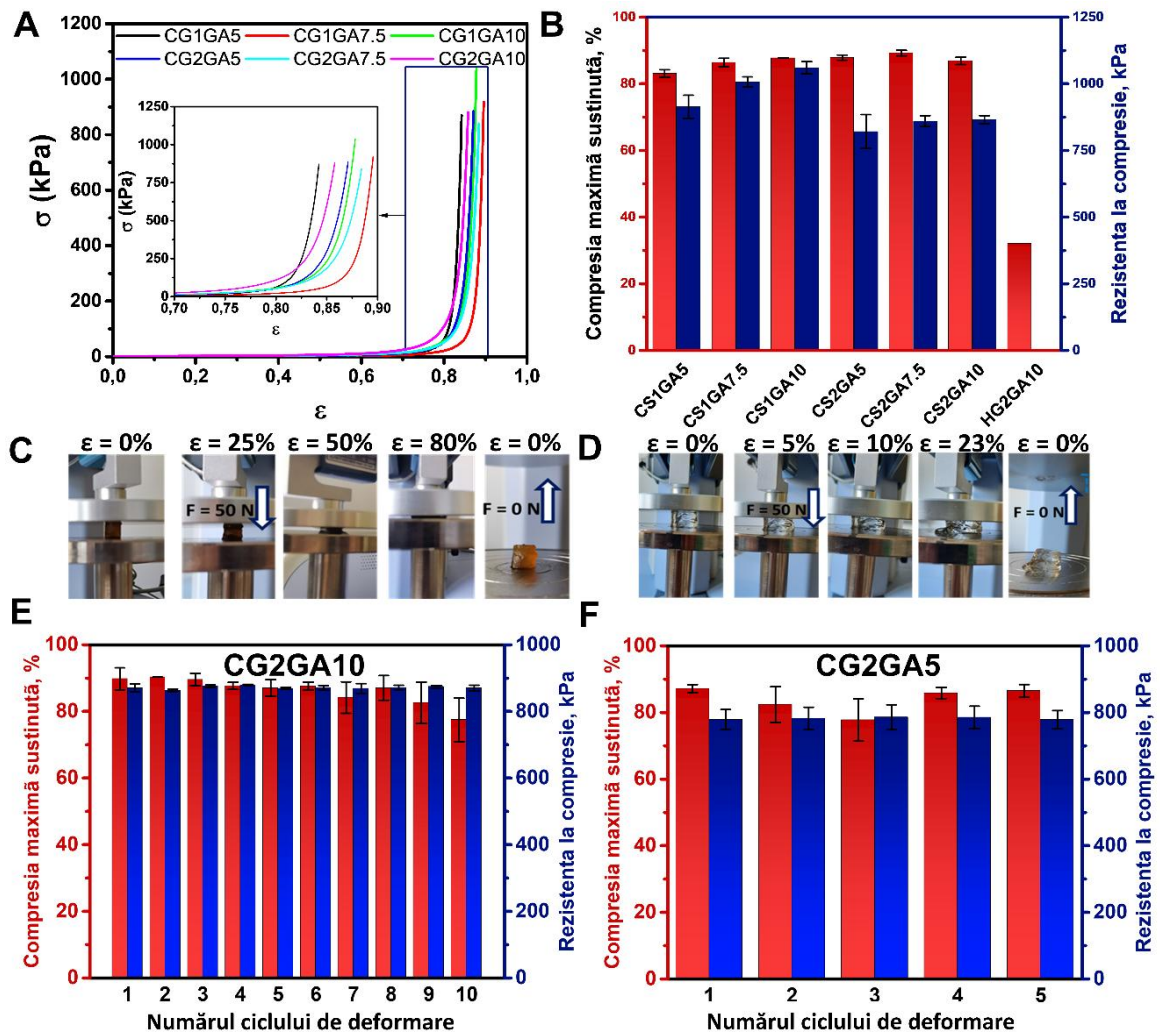 A
CG1GA5 CG1GA7.5 CG1GA10
CG2GA5 CG2GA7.5 CG2GA10
1200
1000
800
600
400
200
0
σ (kPa)
0,0 0,2 0,4 0,6 0,8 1,0
ε
1250
1000
750
500
250
0
σ (kPa)
0,70 0,75 0,80 0,85 0,90
ε
B
100
80
60
40
20
0
Compresia maximă sustinută, %
1250
1000
750
500
250
0
Rezistenta la compresie, kPa
CS1GA5
CS1GA7.5
CS1GA10
CS2GA5
CS2GA7.5
CS2GA10
HG2GA10
C
ε = 0% ε = 25% ε = 50% ε = 80% ε = 0%
F = 50 N
F = 0 N
D
ε = 0% ε = 5% ε = 10% ε = 23% ε = 0%
F = 50 N
F = 0 N
E
CG2GA10
100
80
60
40
20
0
Compresia maximă sustinută, %
1000
800
600
400
200
0
Rezistenta la compresie, kPa
1 2 3 4 5 6 7 8 9 10
Numărul ciclului de deformare
F
CG2GA5
100
80
60
40
20
0
Compresia maximă sustinută, %
1000
800
600
400
200
0
Rezistenta la compresie, kPa
1 2 3 4 5
Numărul ciclului de deformare